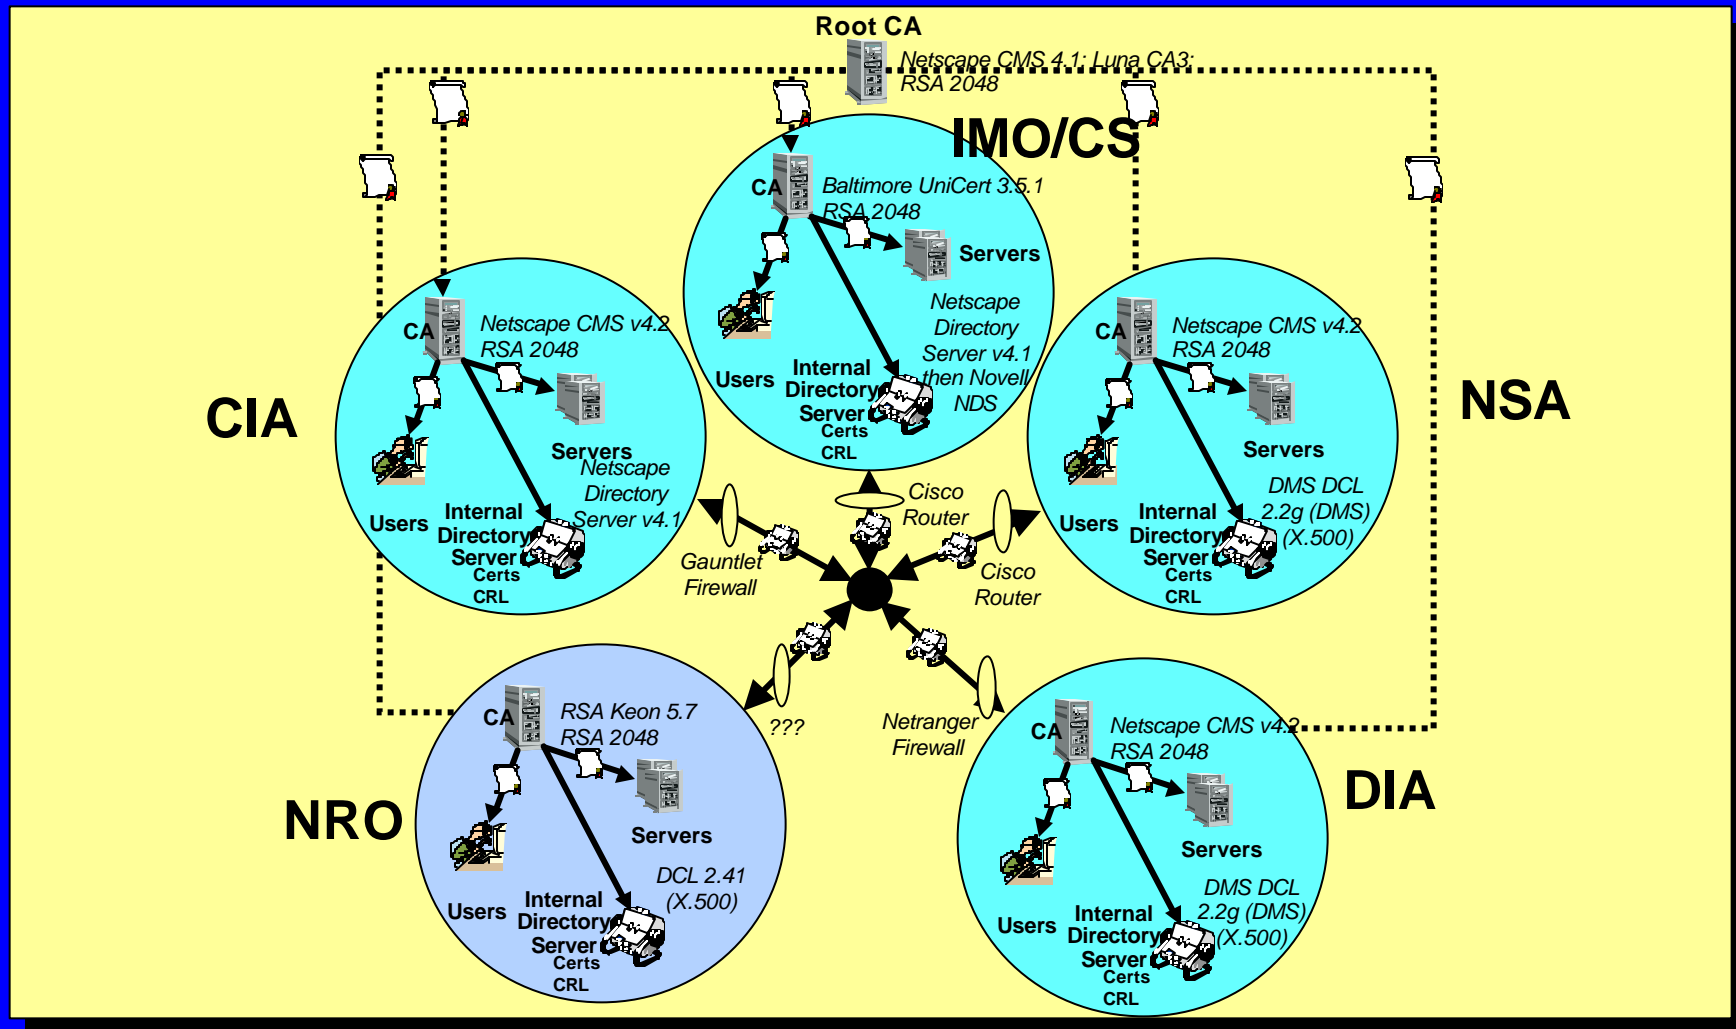 Root CA
Netscape CMS 4.1; Luna CA3;
RSA 2048
IMO/CS
CA
Baltimore UniCert 3.5.1
RSA 2048
Servers
Netscape
Directory
Server v4.1
then Novell
NDS
Users
Internal
Directory
Server
Certs
CRL
CIA
CA
Netscape CMS v4.2
RSA 2048
Servers
Netscape
Directory
Server v4.1
Users
Internal
Directory
Server
Certs
CRL
NSA
CA
Netscape CMS v4.2
RSA 2048
Servers
DMS DCL
2.2g (DMS)
(X.500)
Users
Internal
Directory
Server
Certs
CRL
Gauntlet
Firewall
Cisco
Router
Cisco
Router
???
Netranger
Firewall
NRO
CA
RSA Keon 5.7
RSA 2048
Servers
DCL 2.41
(X.500)
Users
Internal
Directory
Server
Certs
CRL
DIA
CA
Netscape CMS v4.2
RSA 2048
Servers
DMS DCL
2.2g (DMS)
(X.500)
Users
Internal
Directory
Server
Certs
CRL